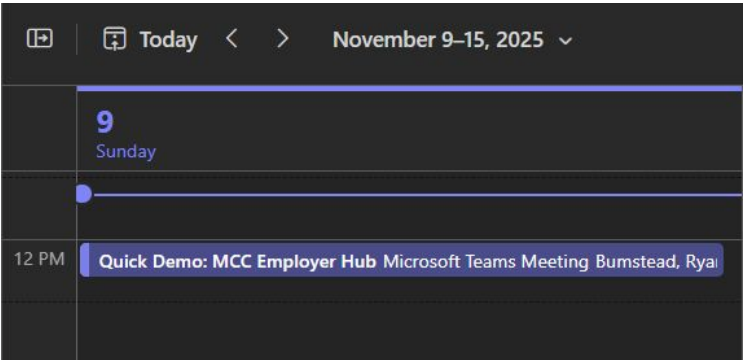 Today November 9–15, 2025
9
Sunday
12 PM Quick Demo: MCC Employer Hub Microsoft Teams Meeting Bumstead,